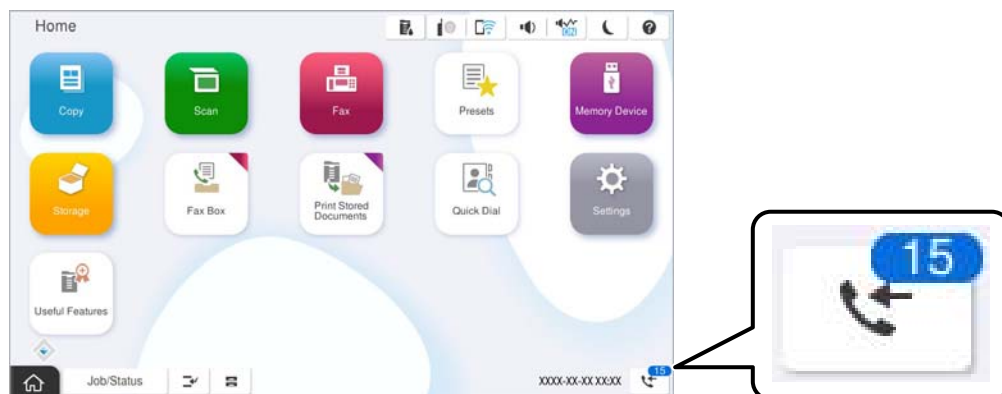 Home
Copy
Scan
Fax
Presets
Memory Device
Storage
Fax Box
Print Stored
Documents
Quick Dial
Settings
Useful Features
Job/Status
XXXX-XX-XX XX:XX
15
15